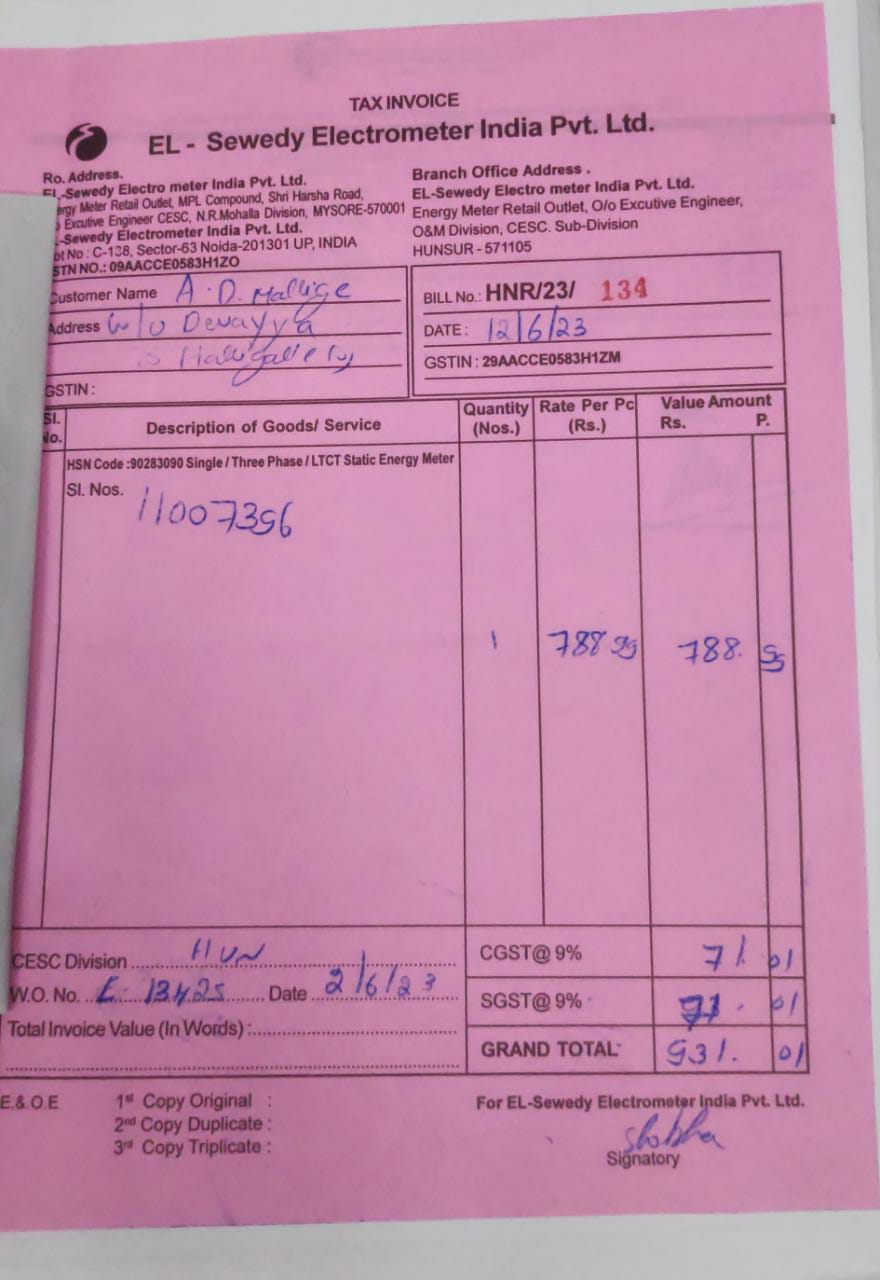 TAX INVOICE
EL - Sewedy Electrometer India Pvt. Ltd.
Ro. Address.
EL-Sewedy Electro meter India Pvt. Ltd.
ergy Meter Retail Outlet, MPL Compound, Shri Harsha Road,
Excutive Engineer CESC, N.R.Mohalla Division, MYSORE-570001
-Sewedy Electrometer India Pvt. Ltd.
ot No : C-138, Sector-63 Noida-201301 UP, INDIA
STN NO.: 09AACCE0583H1ZO
Branch Office Address .
EL-Sewedy Electro meter India Pvt. Ltd.
Energy Meter Retail Outlet, O/o Excutive Engineer,
O&M Division, CESC. Sub-Division
HUNSUR - 571105
Customer Name A.D. Mallige
Address w/o Devayya
GSTIN :
BILL No.: HNR/23/ 134
DATE : 12/6/23
GSTIN : 29AACCE0583H1ZM
Sl. No. Description of Goods/ Service Quantity (Nos.) Rate Per Pc (Rs.) Value Amount Rs. P.
HSN Code :90283090 Single / Three Phase / LTCT Static Energy Meter
Sl. Nos. 11007396
1 788 99 788. 99
CESC Division HUN
W.O. No. E 13425 Date 2/6/23
Total Invoice Value (In Words) :
CGST@ 9% 71 01
SGST@ 9% 71. 01
GRAND TOTAL 931. 01
E.& O.E
1st Copy Original :
2nd Copy Duplicate :
3rd Copy Triplicate :
For EL-Sewedy Electrometer India Pvt. Ltd.
Shobha
Signatory